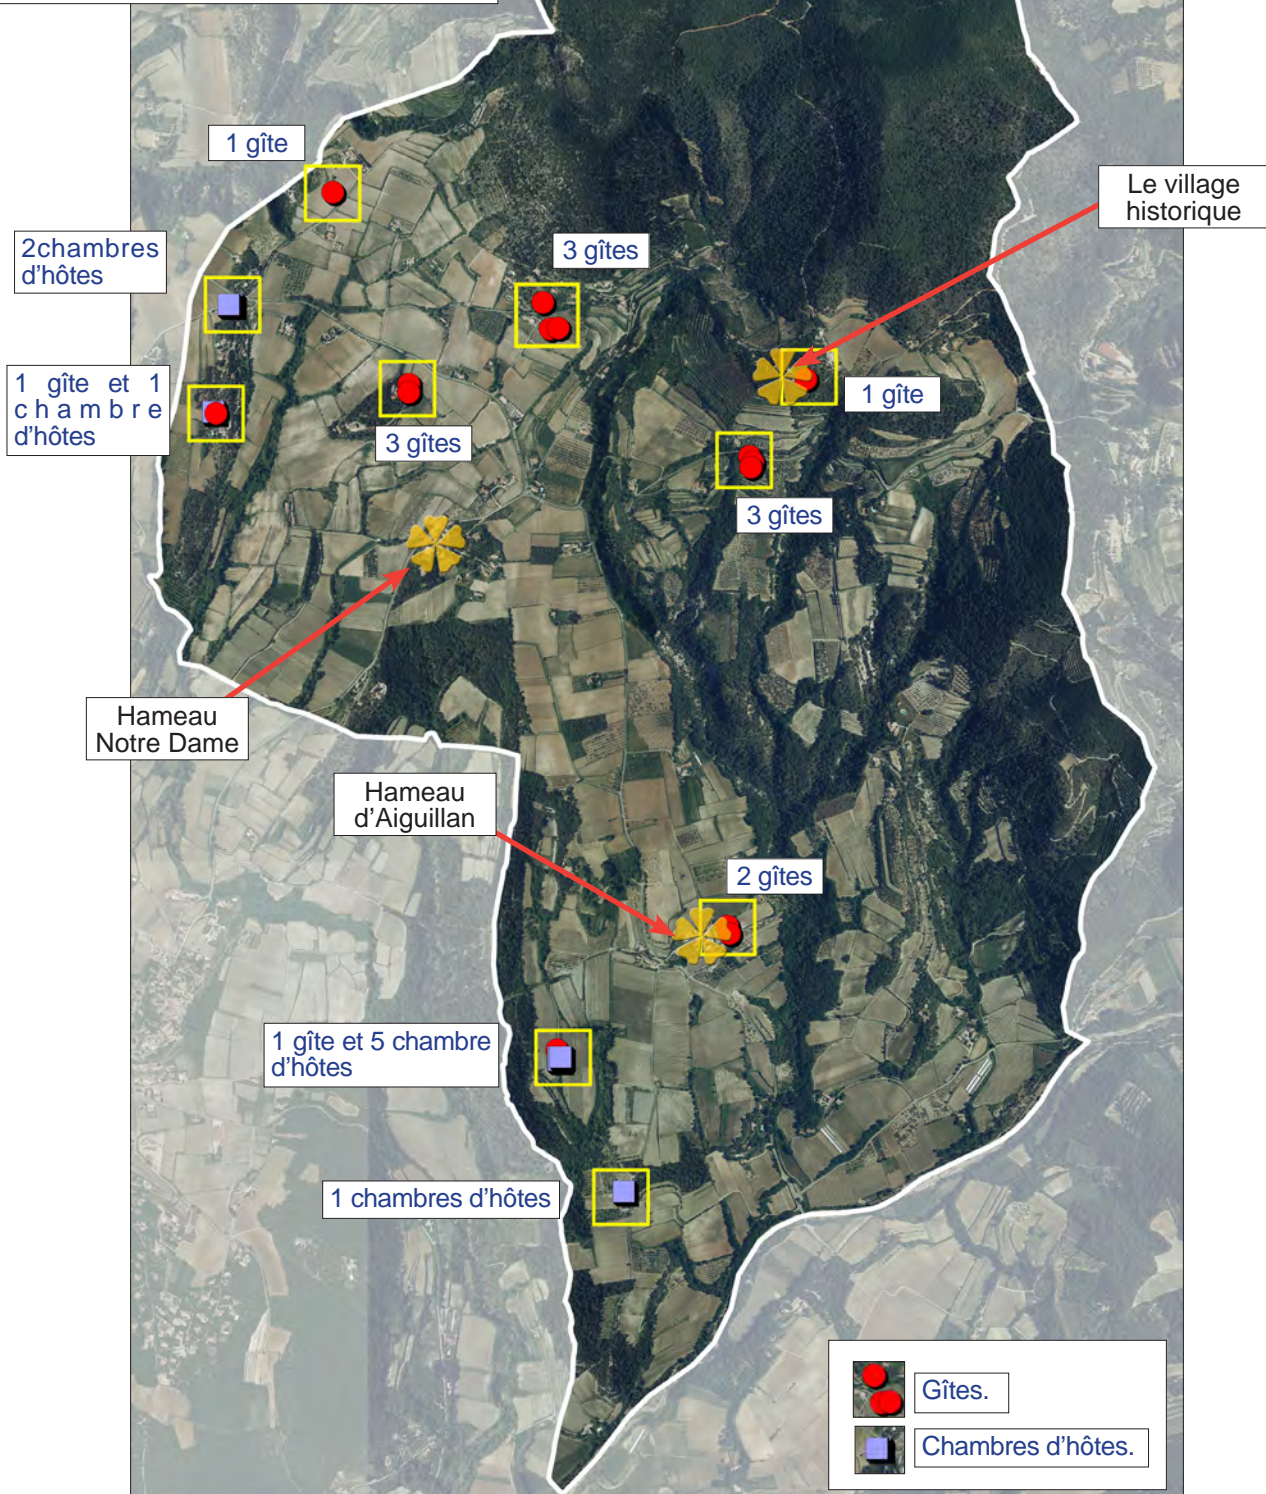 1 gîte
Le village
historique
2chambres
d'hôtes
3 gîtes
1 gîte et 1
chambre
d'hôtes
3 gîtes
1 gîte
3 gîtes
Hameau
Notre Dame
Hameau
d'Aiguillan
2 gîtes
1 gîte et 5 chambre
d'hôtes
1 chambres d'hôtes
Gîtes.
Chambres d'hôtes.